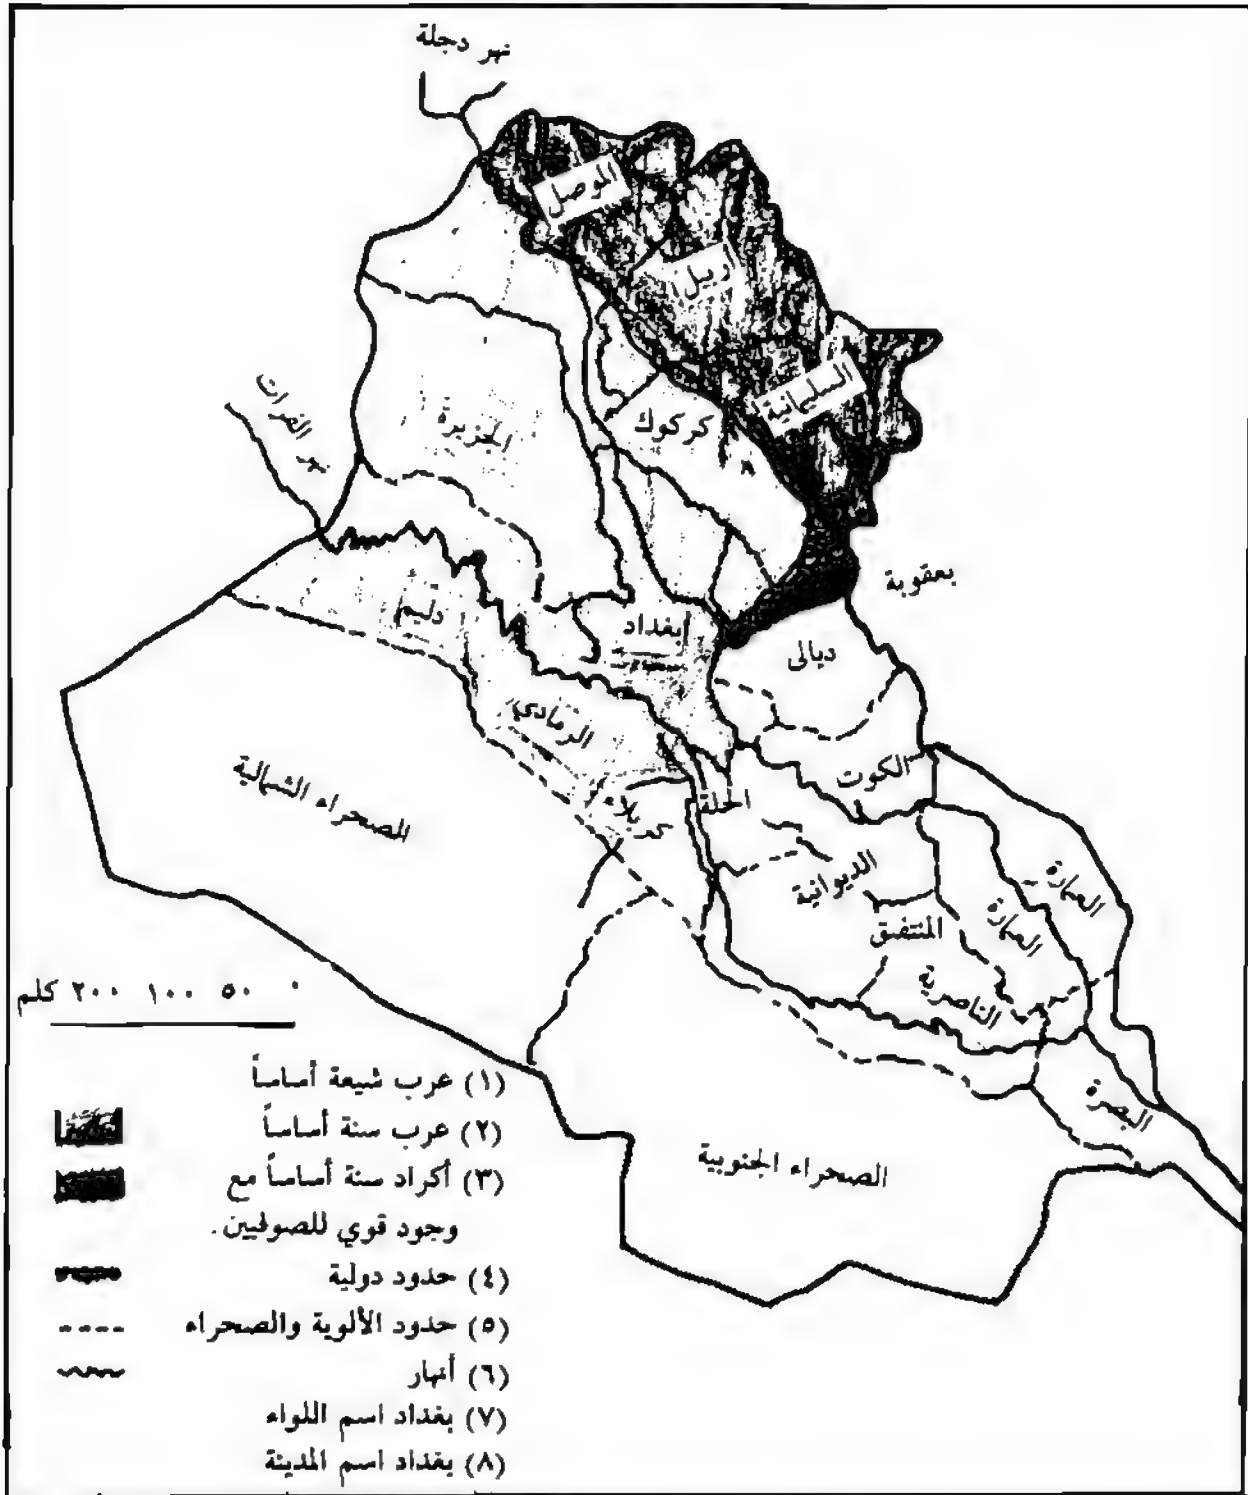 نهر دجلة
الموصل
اربيل
السليمانية
كركوك
الجزيرة
نهر الفرات
بعقوبة
دليم
بغداد
ديالى
الرمادي
الكوت
الصحراء الشمالية
كربلاء
الحلة
الديوانية
العمارة
العمارة
المنتفق
الناصرية
البصرة
الصحراء الجنوبية
٠ ٥٠ ١٠٠ ٢٠٠ كلم
(١) عرب شيعة أساساً
(٢) عرب سنة أساساً
(٣) أكراد سنة أساساً مع
وجود قوي للصوفيين.
(٤) حدود دولية
(٥) حدود الألوية والصحراء
(٦) أنهار
(٧) بغداد اسم اللواء
(٨) بغداد اسم المدينة